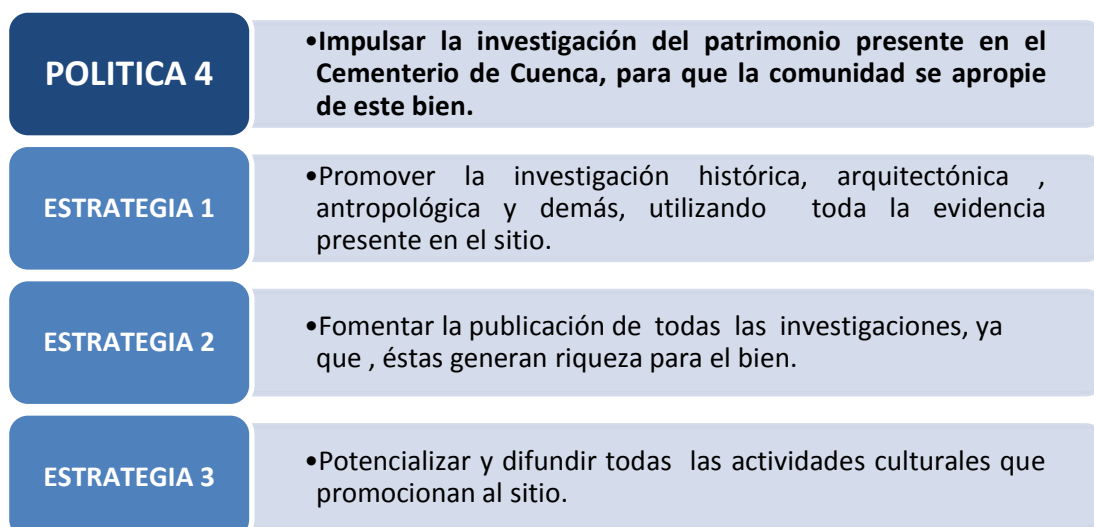 POLITICA 4
•Impulsar la investigación del patrimonio presente en el
Cementerio de Cuenca, para que la comunidad se apropie
de este bien.
ESTRATEGIA 1
•Promover la investigación histórica, arquitectónica ,
antropológica y demás, utilizando toda la evidencia
presente en el sitio.
ESTRATEGIA 2
•Fomentar la publicación de todas las investigaciones, ya
que , éstas generan riqueza para el bien.
ESTRATEGIA 3
•Potencializar y difundir todas las actividades culturales que
promocionan al sitio.